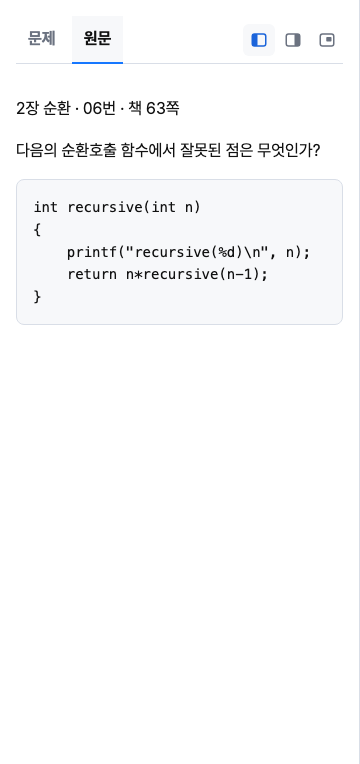 문제 원문
2장 순환 · 06번 · 책 63쪽
다음의 순환호출 함수에서 잘못된 점은 무엇인가?
int recursive(int n)
{
    printf("recursive(%d)\n", n);
    return n*recursive(n-1);
}